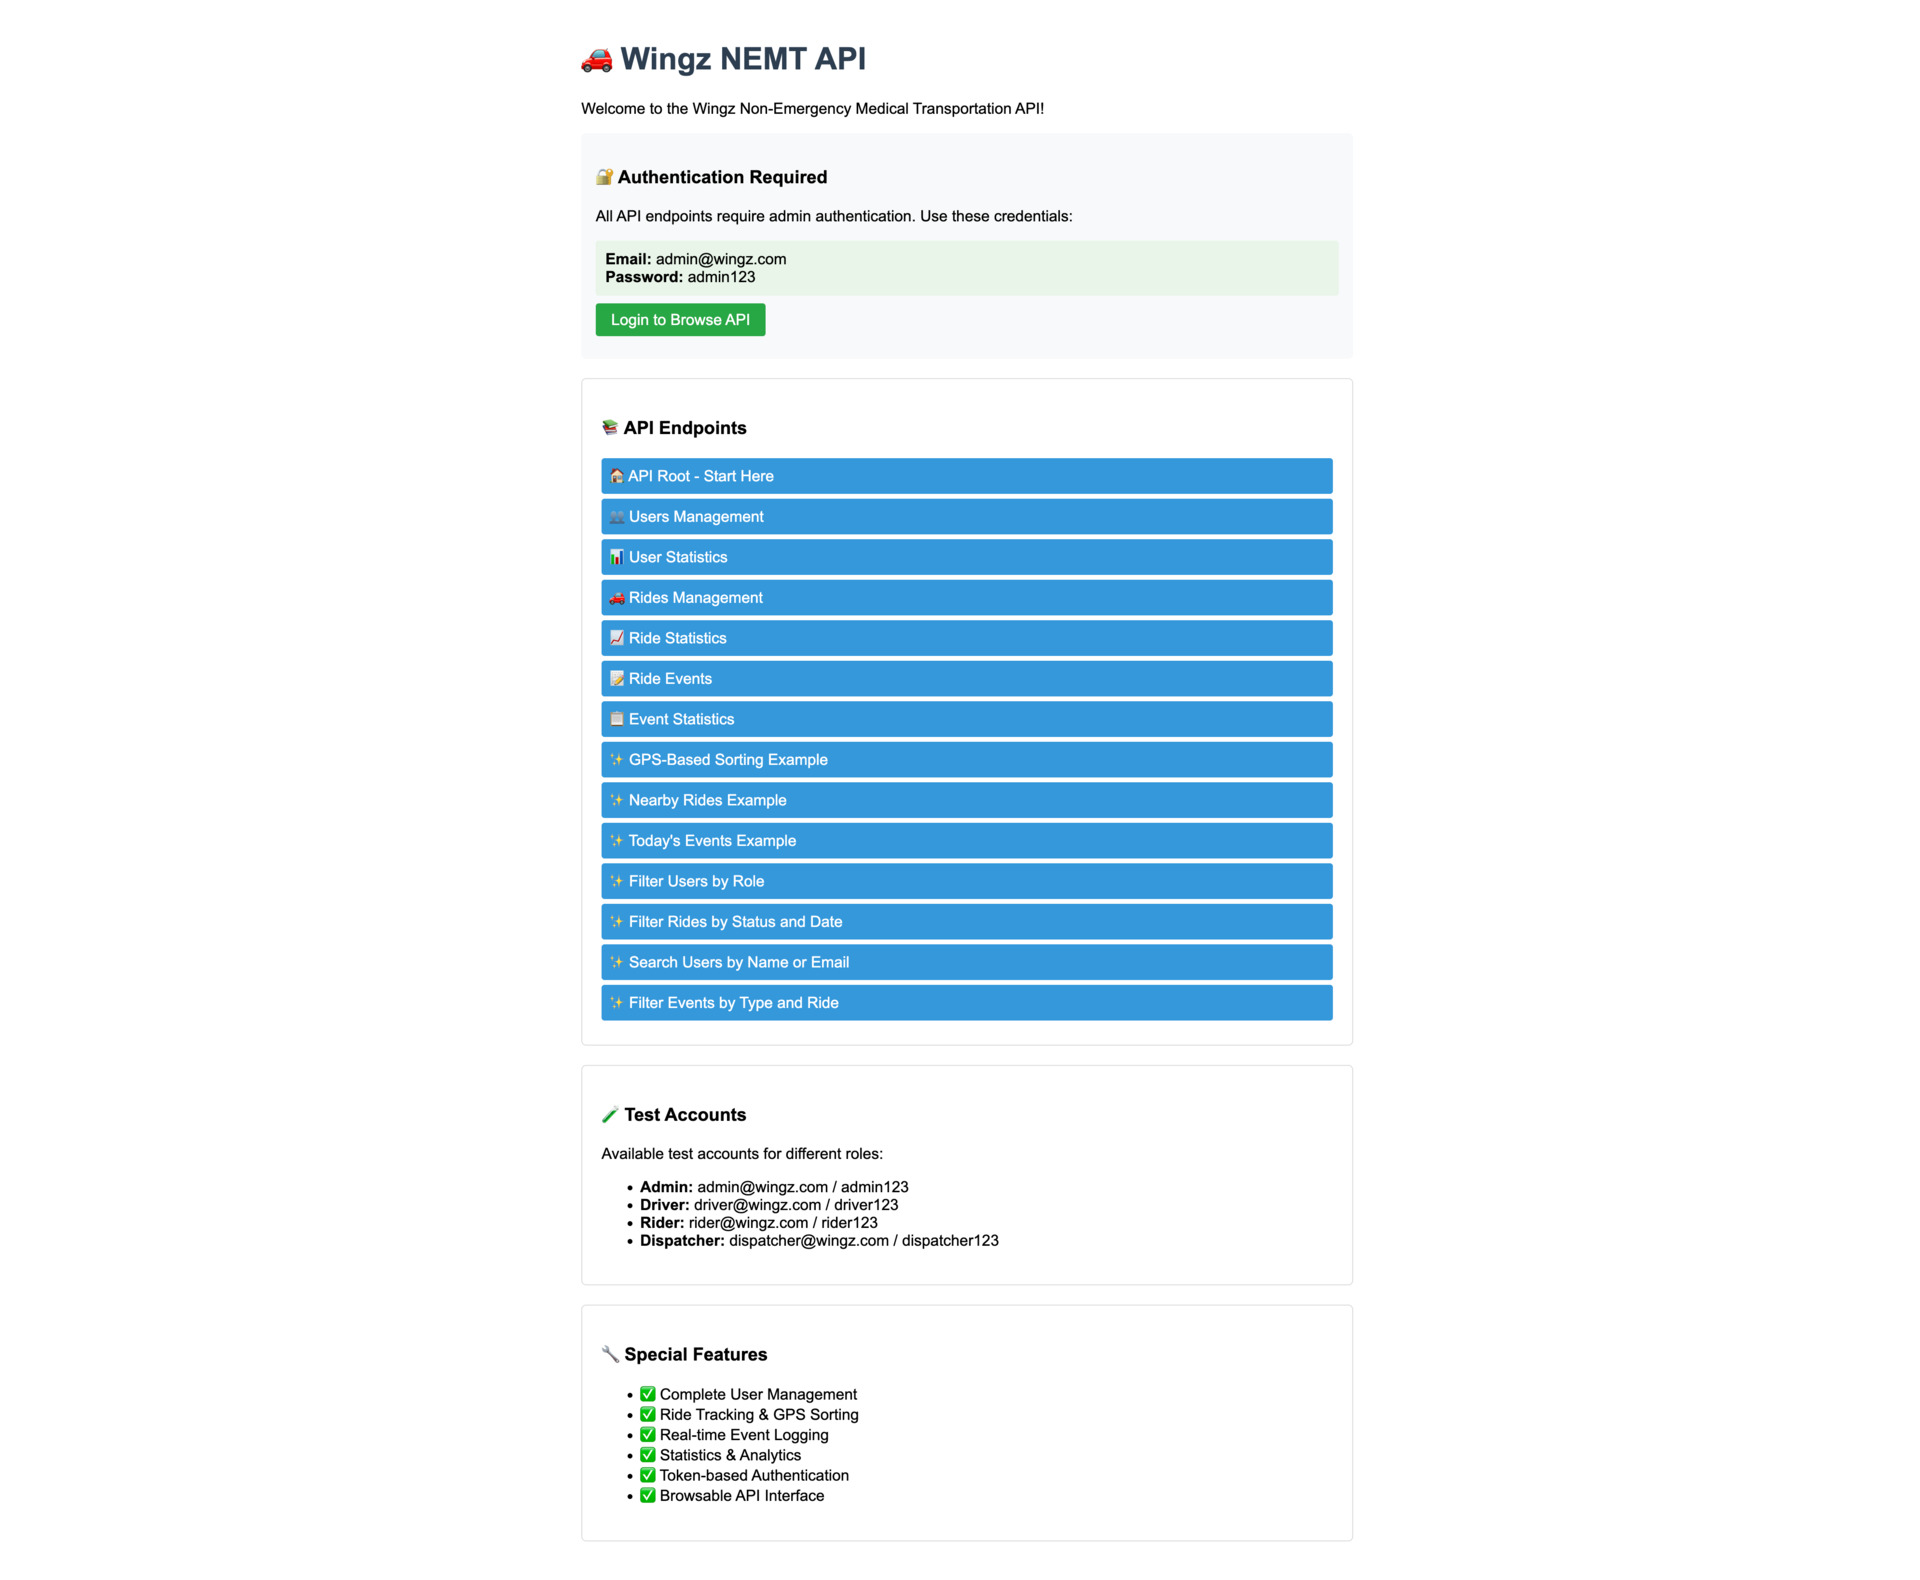 🚗 Wingz NEMT API
Welcome to the Wingz Non-Emergency Medical Transportation API!
🔐 Authentication Required
All API endpoints require admin authentication. Use these credentials:
Email: admin@wingz.com
Password: admin123
Login to Browse API
📚 API Endpoints
🏠 API Root - Start Here
👥 Users Management
📊 User Statistics
🚗 Rides Management
📈 Ride Statistics
📝 Ride Events
📋 Event Statistics
✨ GPS-Based Sorting Example
✨ Nearby Rides Example
✨ Today's Events Example
✨ Filter Users by Role
✨ Filter Rides by Status and Date
✨ Search Users by Name or Email
✨ Filter Events by Type and Ride
🧪 Test Accounts
Available test accounts for different roles:
• Admin: admin@wingz.com / admin123
• Driver: driver@wingz.com / driver123
• Rider: rider@wingz.com / rider123
• Dispatcher: dispatcher@wingz.com / dispatcher123
🔧 Special Features
• ✅ Complete User Management
• ✅ Ride Tracking & GPS Sorting
• ✅ Real-time Event Logging
• ✅ Statistics & Analytics
• ✅ Token-based Authentication
• ✅ Browsable API Interface